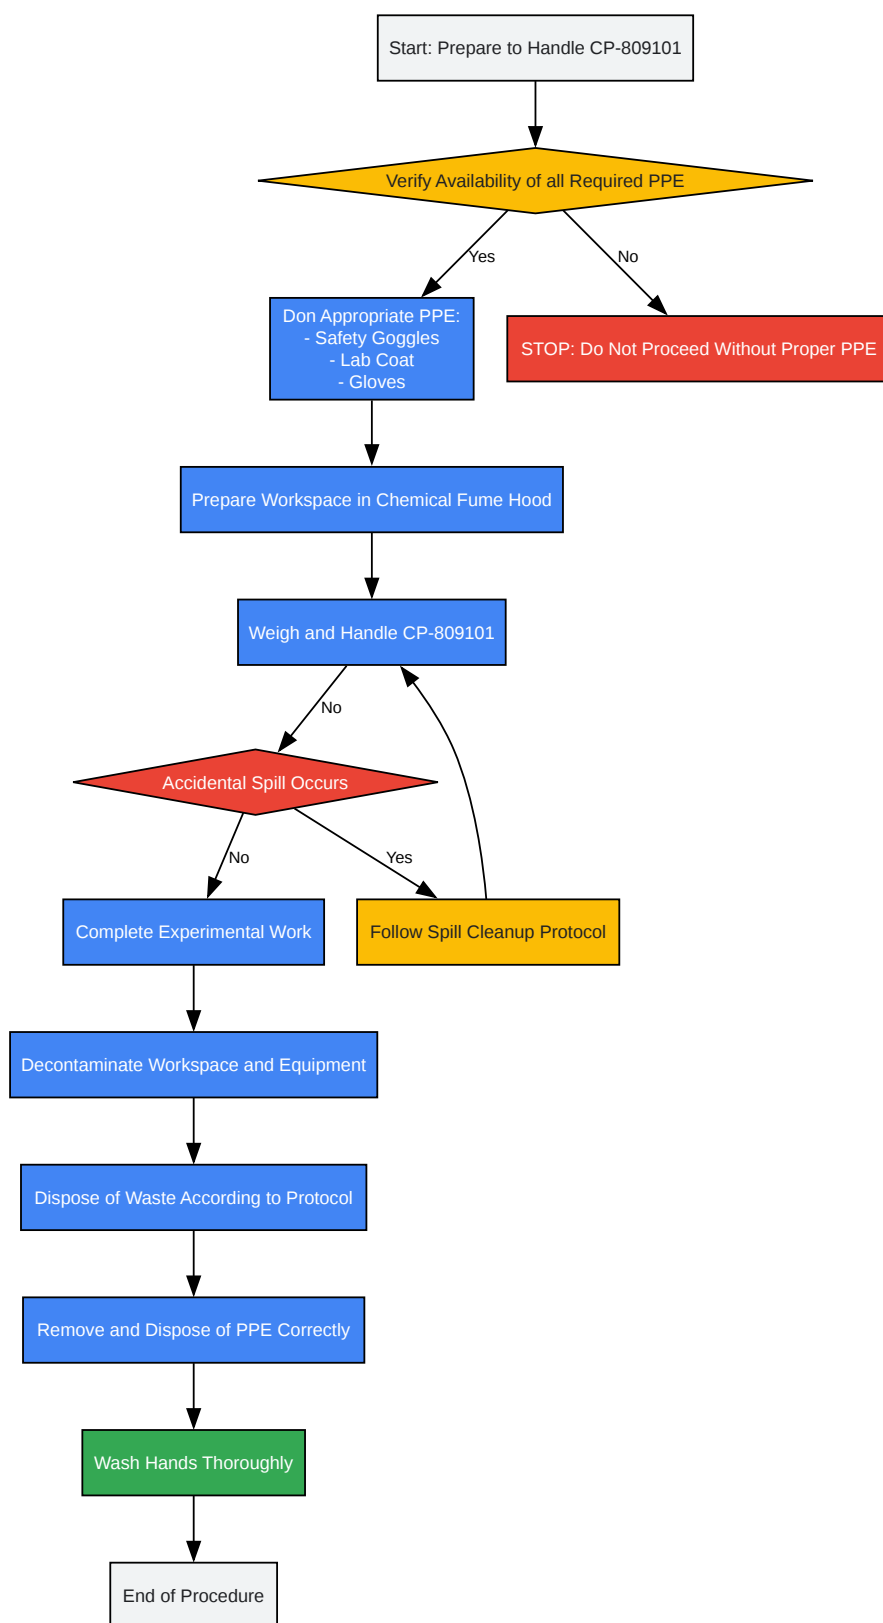 Start: Prepare to Handle CP-809101
Verify Availability of all Required PPE
Yes
No
Don Appropriate PPE:
- Safety Goggles
- Lab Coat
- Gloves
STOP: Do Not Proceed Without Proper PPE
Prepare Workspace in Chemical Fume Hood
Weigh and Handle CP-809101
No
Accidental Spill Occurs
No
Yes
Complete Experimental Work
Follow Spill Cleanup Protocol
Decontaminate Workspace and Equipment
Dispose of Waste According to Protocol
Remove and Dispose of PPE Correctly
Wash Hands Thoroughly
End of Procedure